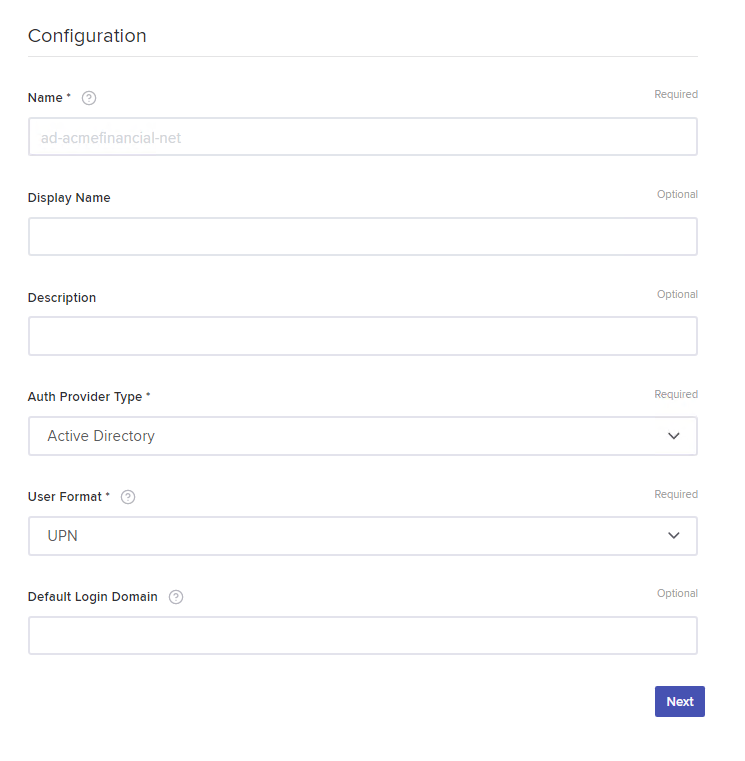 Configuration
Name * ? Required
ad-acmefinancial-net
Display Name Optional
Description Optional
Auth Provider Type * Required
Active Directory
User Format * ? Required
UPN
Default Login Domain ? Optional
Next